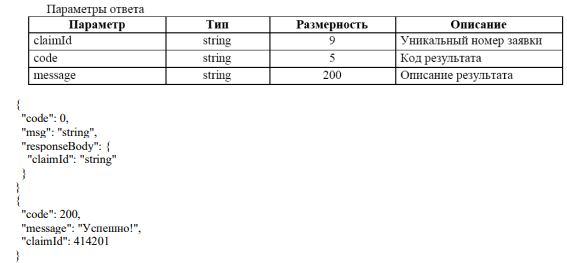 Параметры ответа
Параметр Тип Размерность Описание
claimId string 9 Уникальный номер заявки
code string 5 Код результата
message string 200 Описание результата
{
"code": 0,
"msg": "string",
"responseBody": {
"claimId": "string"
}
}
{
"code": 200,
"message": "Успешно!",
"claimId": 414201
}